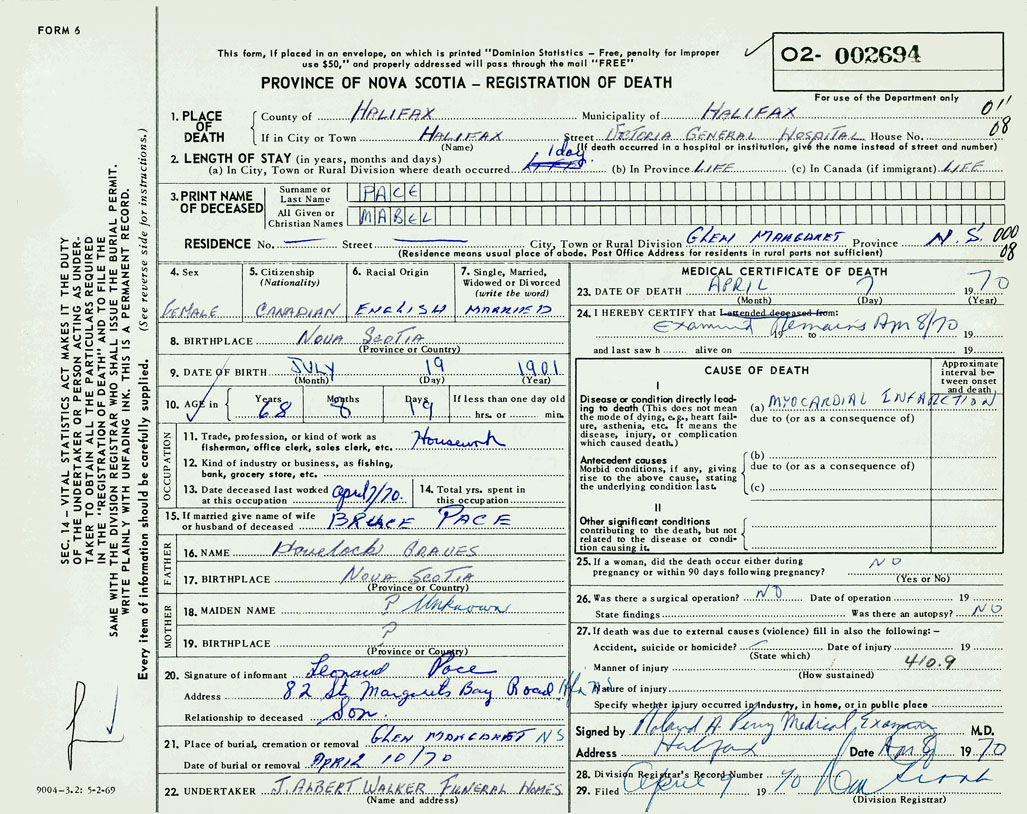 FORM 6
This form, if placed in an envelope, on which is printed "Dominion Statistics – Free, penalty for improper
use $50," and properly addressed will pass through the mail "FREE"
O2- 002694
For use of the Department only
PROVINCE OF NOVA SCOTIA – REGISTRATION OF DEATH
011
08
1. PLACE OF DEATH
County of HALIFAX Municipality of HALIFAX
If in City or Town HALIFAX Street VICTORIA GENERAL HOSPITAL House No.
(Name) (If death occurred in a hospital or institution, give the name instead of street and number)
2. LENGTH OF STAY (in years, months and days)
(a) In City, Town or Rural Division where death occurred LIFE 1 day. (b) In Province LIFE (c) In Canada (if immigrant) LIFE
3. PRINT NAME OF DECEASED
Surname or Last Name PACE
All Given or Christian Names MABEL
RESIDENCE No. — Street — City, Town or Rural Division GLEN MARGARET Province N.S. 000
08
(Residence means usual place of abode. Post Office Address for residents in rural parts not sufficient)
4. Sex FEMALE
5. Citizenship (Nationality) CANADIAN
6. Racial Origin ENGLISH
7. Single, Married, Widowed or Divorced (write the word) MARRIED
8. BIRTHPLACE NOVA SCOTIA
(Province or Country)
9. DATE OF BIRTH JULY 19 1901
(Month) (Day) (Year)
10. AGE in Years 68 Months 8 Days 19 If less than one day old
hrs. or min.
OCCUPATION
11. Trade, profession, or kind of work as
fisherman, office clerk, sales clerk, etc. Housework
12. Kind of industry or business, as fishing,
bank, grocery store, etc.
13. Date deceased last worked
at this occupation April 7/70.
14. Total yrs. spent in
this occupation
15. If married give name of wife
or husband of deceased BRUCE PACE
FATHER
16. NAME Havelock GRAVES
17. BIRTHPLACE NOVA SCOTIA
(Province or Country)
MOTHER
18. MAIDEN NAME ? Unknown
19. BIRTHPLACE ?
(Province or Country)
20. Signature of informant Leonard Pace
Address 82 St. Margarets Bay Road Hfx NS
Relationship to deceased Son.
21. Place of burial, cremation or removal GLEN MARGARET NS
Date of burial or removal APRIL 10/70
22. UNDERTAKER J. ALBERT WALKER FUNERAL HOMES
(Name and address)
MEDICAL CERTIFICATE OF DEATH
23. DATE OF DEATH APRIL 7 1970
(Month) (Day) (Year)
24. I HEREBY CERTIFY that I attended deceased from:
Examined Remains Apr 8/70
19 to 19
and last saw h alive on 19
CAUSE OF DEATH
Approximate interval between onset and death
I
Disease or condition directly leading to death (This does not mean
the mode of dying, e.g., heart failure, asthenia, etc. It means the
disease, injury, or complication
which caused death.)
(a) MYOCARDIAL INFARCTION
due to (or as a consequence of)
Antecedent causes
Morbid conditions, if any, giving
rise to the above cause, stating
the underlying condition last.
(b)
due to (or as a consequence of)
(c)
II
Other significant conditions
contributing to the death, but not
related to the disease or condition causing it.
25. If a woman, did the death occur either during
pregnancy or within 90 days following pregnancy? NO
(Yes or No)
26. Was there a surgical operation? NO Date of operation 19
State findings Was there an autopsy? NO
27. If death was due to external causes (violence) fill in also the following: –
Accident, suicide or homicide? Date of injury 19
(State which)
Manner of injury 410.9
(How sustained)
Nature of injury
Specify whether injury occurred in Industry, in home, or in public place
Signed by Roland A. Perry Medical Examiner M.D.
Address Halifax Date Apr 8 1970
28. Division Registrar's Record Number
29. Filed April 9 1970
(Division Registrar)
SEC. 14 – VITAL STATISTICS ACT MAKES IT THE DUTY
OF THE UNDERTAKER OR PERSON ACTING AS UNDERTAKER TO OBTAIN ALL THE PARTICULARS REQUIRED
IN THE "REGISTRATION OF DEATH" AND TO FILE THE
SAME WITH THE DIVISION REGISTRAR WHO SHALL ISSUE THE BURIAL PERMIT.
WRITE PLAINLY WITH UNFADING INK. THIS IS A PERMANENT RECORD.
Every item of information should be carefully supplied. (See reverse side for instructions.)
9004-3.2: 5-2-69